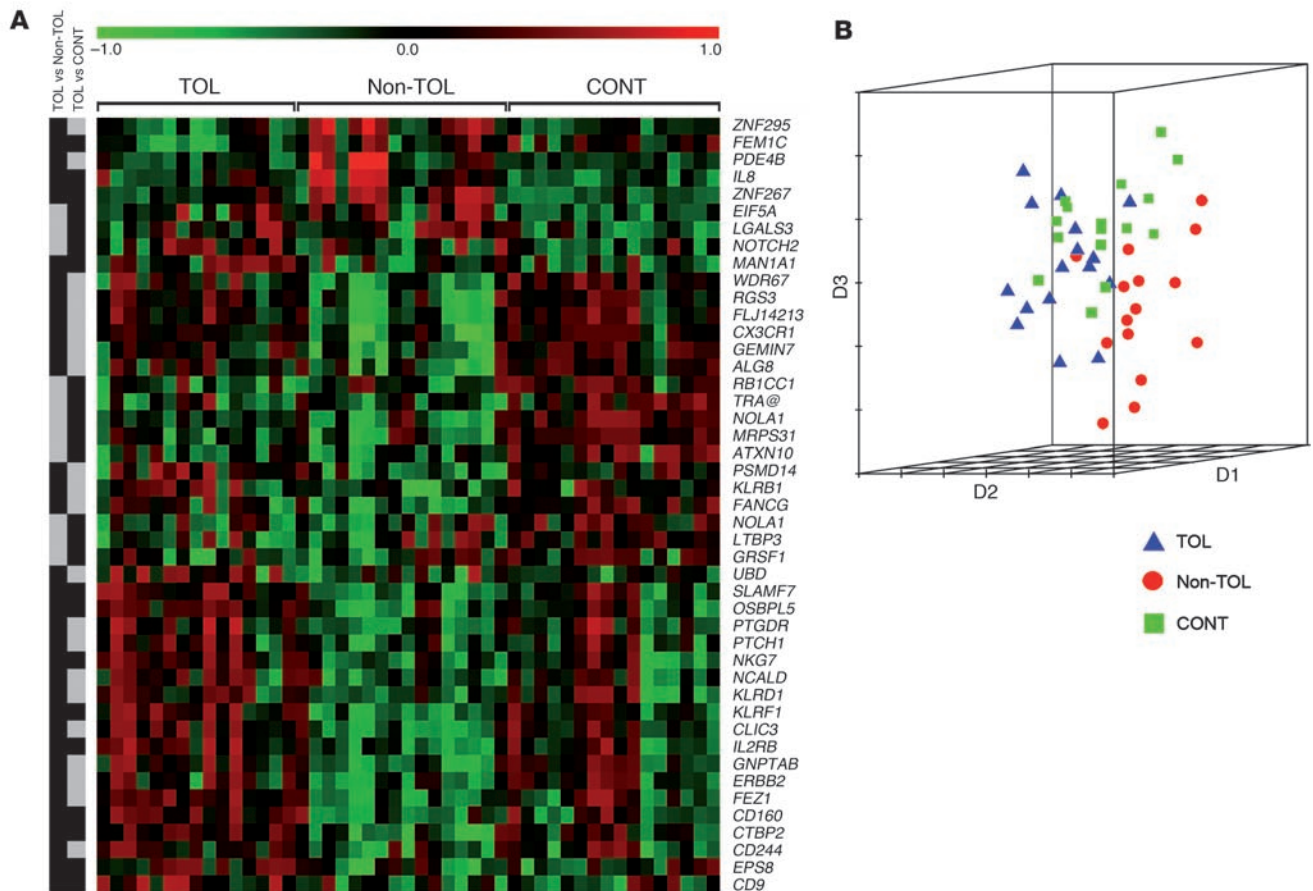 A
TOL vs Non-TOL
TOL vs CONT
−1.0 0.0 1.0
TOL Non-TOL CONT
ZNF295
FEM1C
PDE4B
IL8
ZNF267
EIF5A
LGALS3
NOTCH2
MAN1A1
WDR67
RGS3
FLJ14213
CX3CR1
GEMIN7
ALG8
RB1CC1
TRA@
NOLA1
MRPS31
ATXN10
PSMD14
KLRB1
FANCG
NOLA1
LTBP3
GRSF1
UBD
SLAMF7
OSBPL5
PTGDR
PTCH1
NKG7
NCALD
KLRD1
KLRF1
CLIC3
IL2RB
GNPTAB
ERBB2
FEZ1
CD160
CTBP2
CD244
EPS8
CD9
B
D3
D2
D1
TOL
Non-TOL
CONT